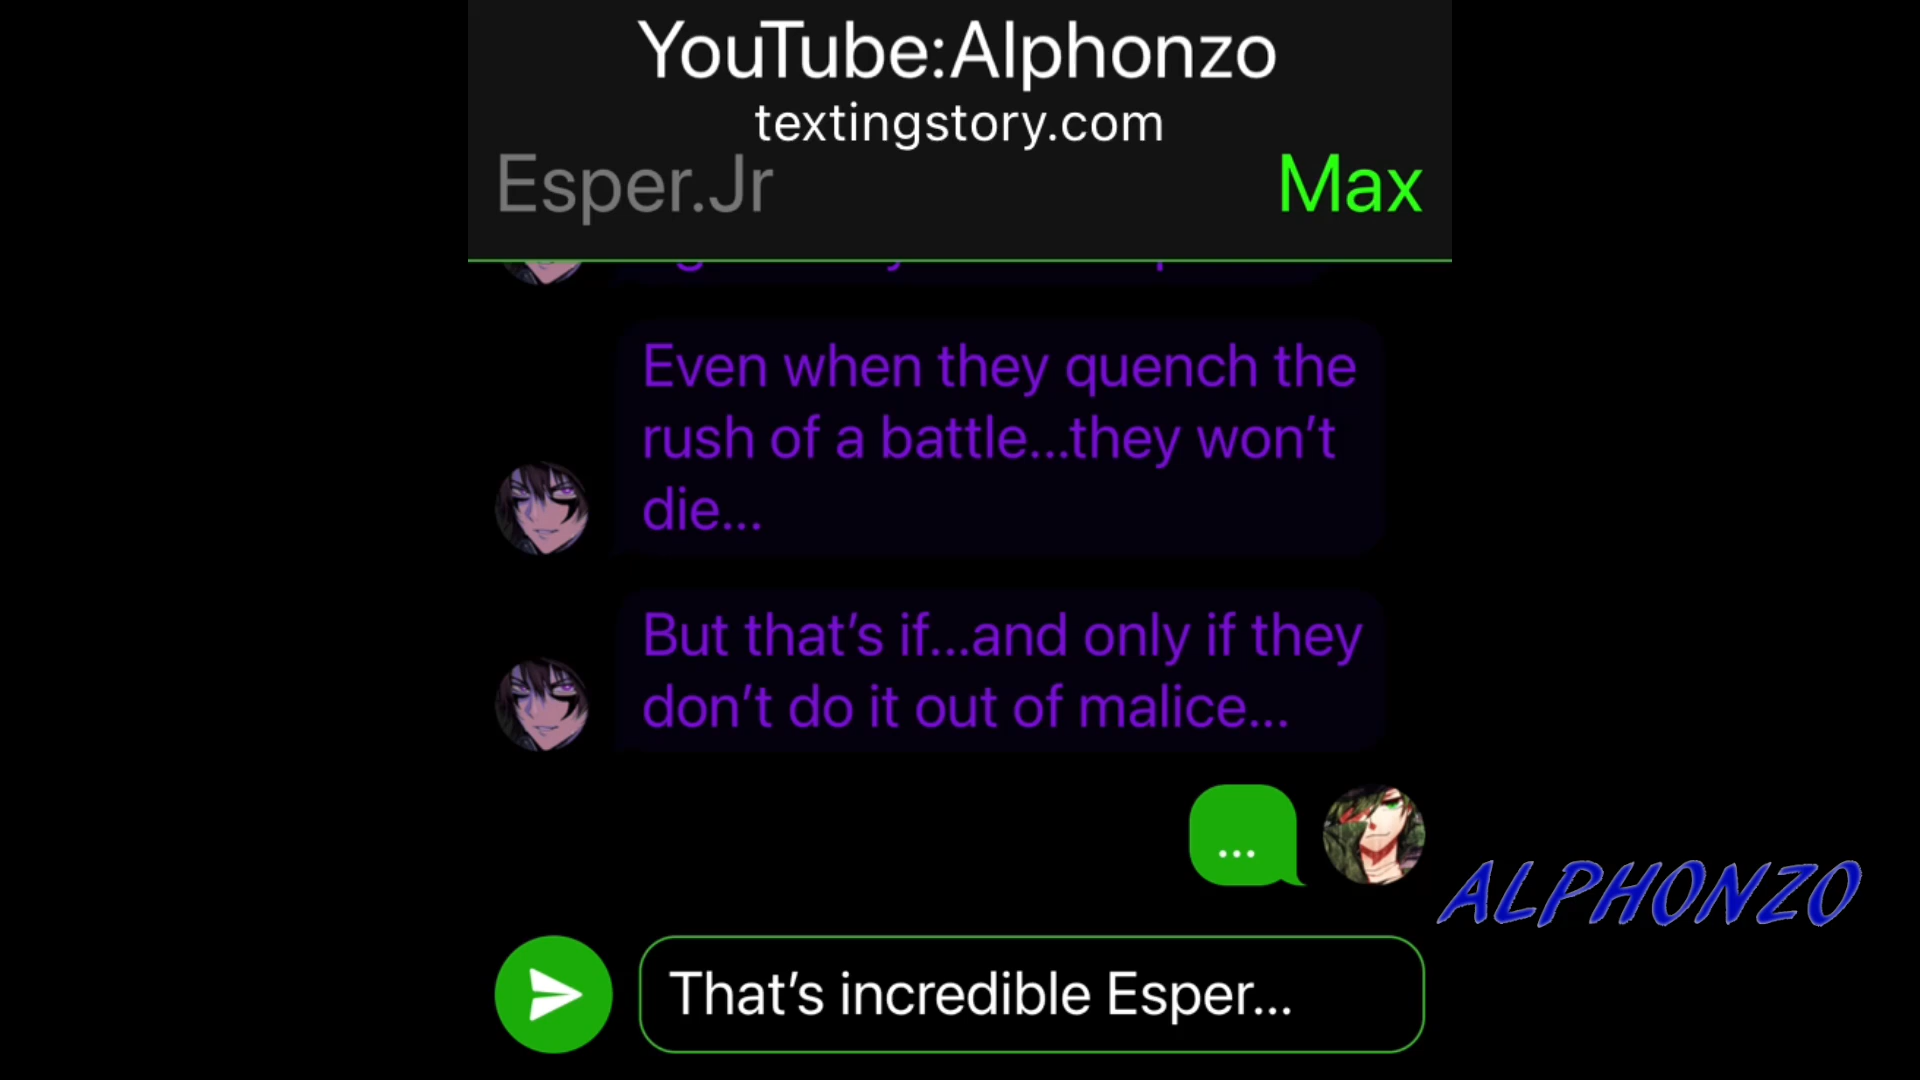 YouTube:Alphonzo
textingstory.com
Esper.Jr
Max
Even when they quench the
rush of a battle...they won’t
die...
But that’s if...and only if they
don’t do it out of malice...
...
ALPHONZO
That’s incredible Esper...